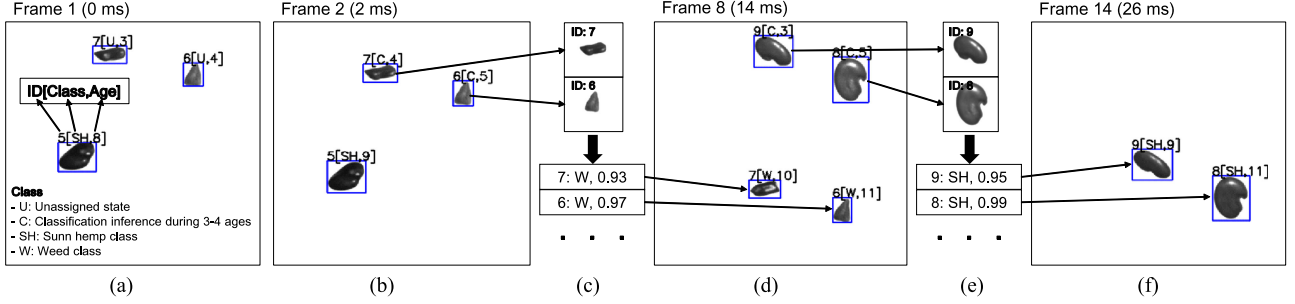 Frame 1 (0 ms)
7[U,3]
6[U,4]
ID[Class,Age]
5[SH,8]
Class
- U: Unassigned state
- C: Classification inference during 3-4 ages
- SH: Sunn hemp class
- W: Weed class
(a)
Frame 2 (2 ms)
7[C,4]
6[C,5]
5[SH,9]
(b)
ID: 7
ID: 6
7: W, 0.93
6: W, 0.97
. . .
(c)
Frame 8 (14 ms)
9[C,3]
8[C,5]
7[W,10]
6[W,11]
(d)
ID: 9
ID: 8
9: SH, 0.95
8: SH, 0.99
. . .
(e)
Frame 14 (26 ms)
9[SH,9]
8[SH,11]
(f)